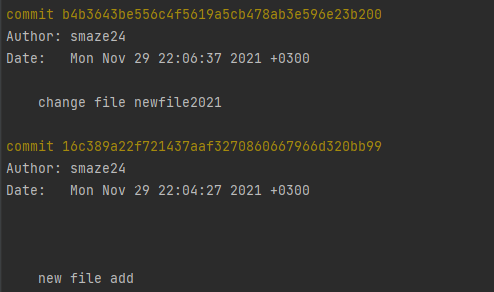 commit b4b3643be556c4f5619a5cb478ab3e596e23b200
Author: smaze24
Date:   Mon Nov 29 22:06:37 2021 +0300
change file newfile2021
commit 16c389a22f721437aaf3270860667966d320bb99
Author: smaze24
Date:   Mon Nov 29 22:04:27 2021 +0300
new file add